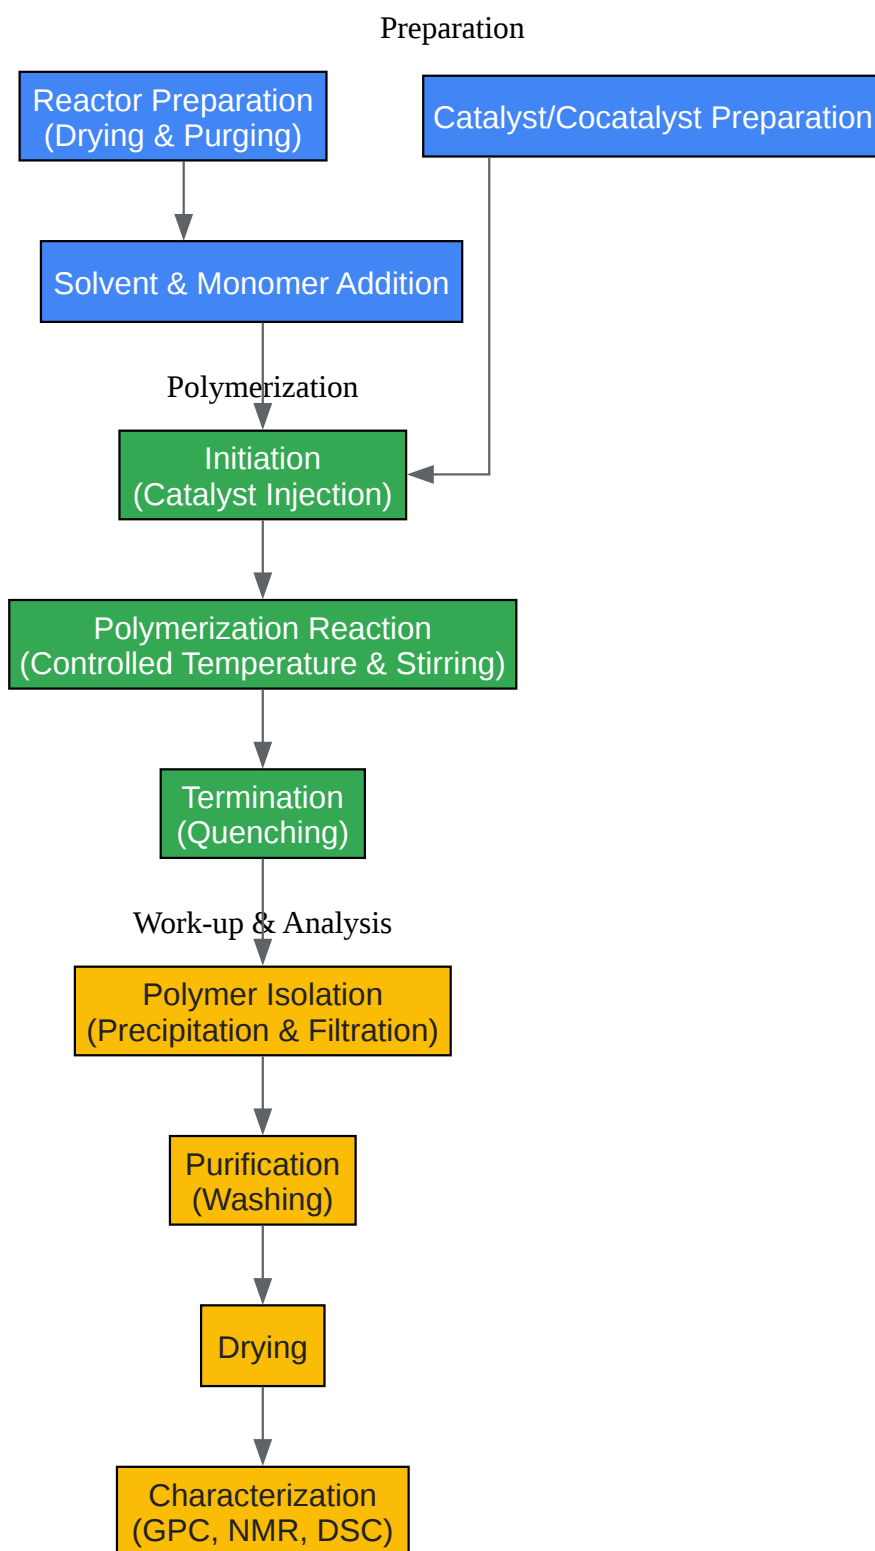 Preparation
Reactor Preparation
(Drying & Purging)
Catalyst/Cocatalyst Preparation
Solvent & Monomer Addition
Polymerization
Initiation
(Catalyst Injection)
Polymerization Reaction
(Controlled Temperature & Stirring)
Termination
(Quenching)
Work-up & Analysis
Polymer Isolation
(Precipitation & Filtration)
Purification
(Washing)
Drying
Characterization
(GPC, NMR, DSC)